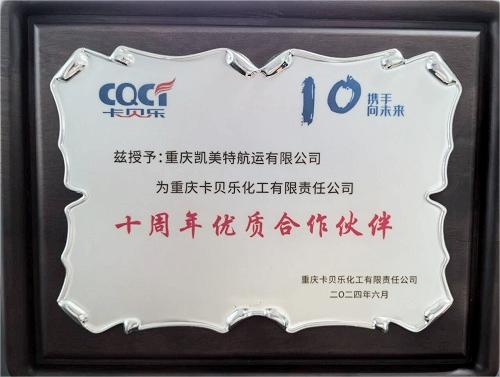 CQCC
卡贝乐
10 携手
向未来
兹授予：重庆凯美特航运有限公司
为重庆卡贝乐化工有限责任公司
十周年优质合作伙伴
重庆卡贝乐化工有限责任公司
二〇二四年六月